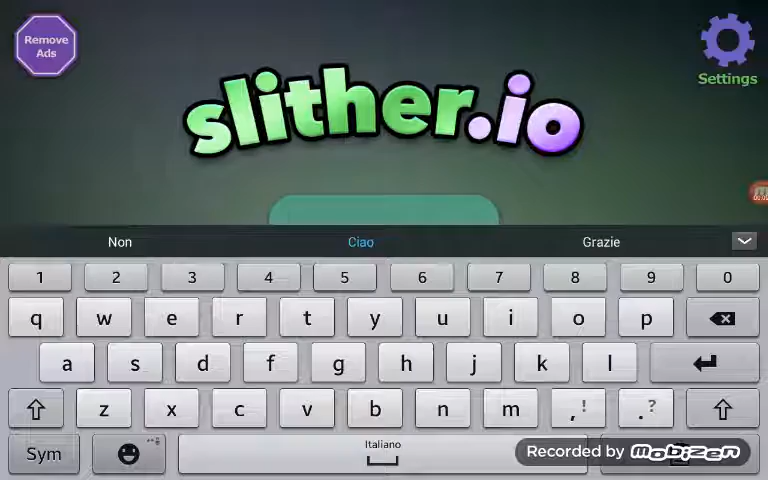 Remove
Ads
slither.io
Settings
Non Ciao Grazie
1 2 3 4 5 6 7 8 9 0
q w e r t y u i o p
a s d f g h j k l
z x c v b n m , ! . ?
Sym Italiano
Recorded by MOBIZEN